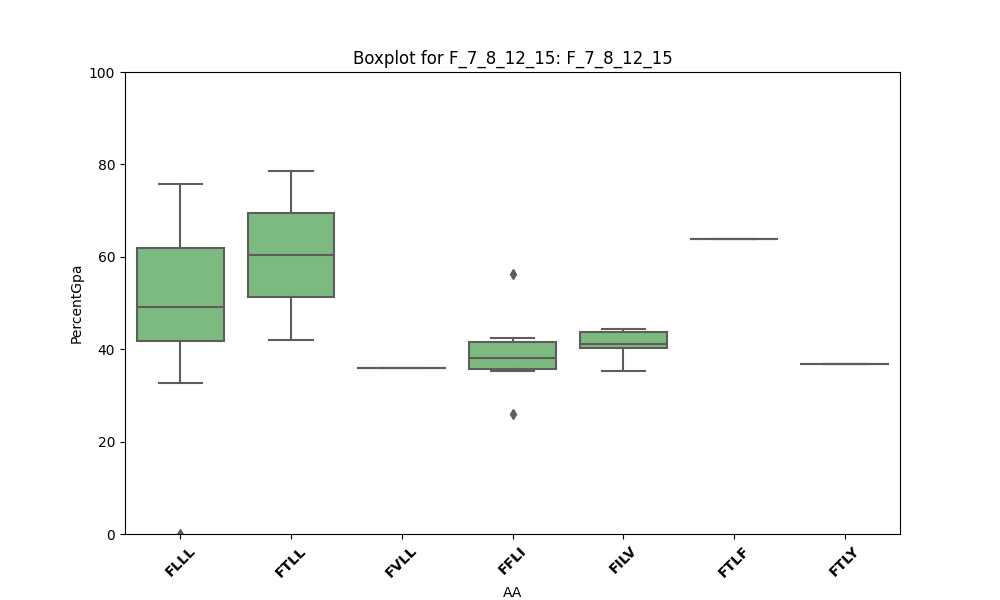 Boxplot for F_7_8_12_15: F_7_8_12_15
100
80
60
40
20
0
PercentGpa
FLLL
FTLL
FVLL
FFLI
FILV
FTLF
FTLY
AA